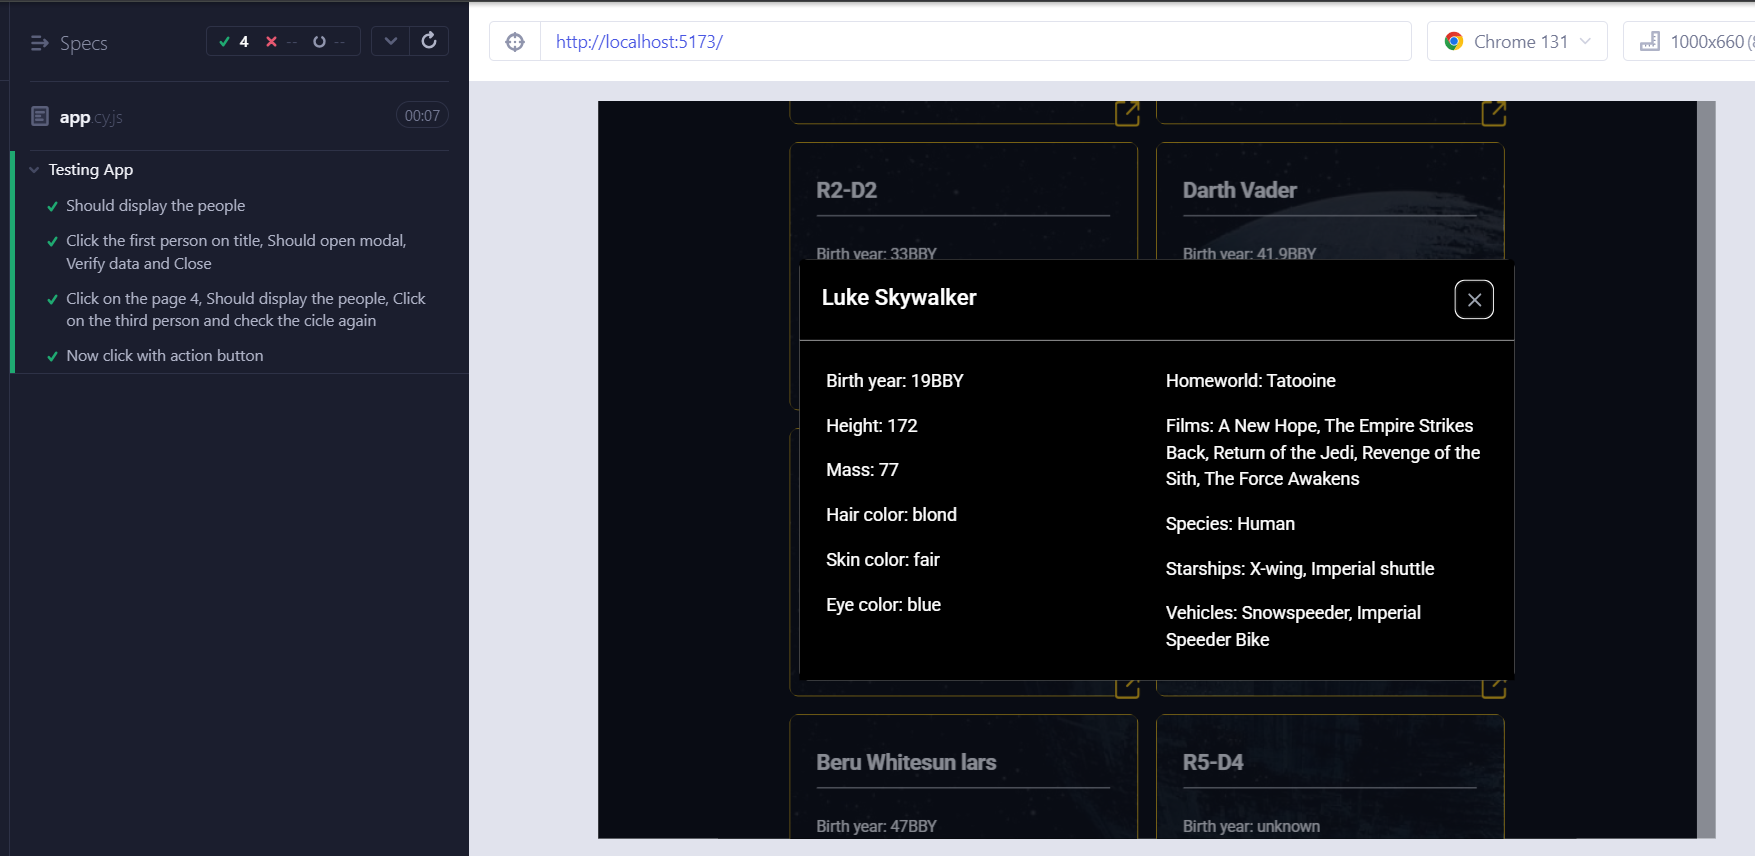 Specs
4 -- --
app.cy.js
00:07
Testing App
Should display the people
Click the first person on title, Should open modal,
Verify data and Close
Click on the page 4, Should display the people, Click
on the third person and check the cicle again
Now click with action button
http://localhost:5173/
Chrome 131
1000x660
R2-D2
Birth year: 33BBY
Darth Vader
Birth year: 41.9BBY
Luke Skywalker
Birth year: 19BBY
Height: 172
Mass: 77
Hair color: blond
Skin color: fair
Eye color: blue
Homeworld: Tatooine
Films: A New Hope, The Empire Strikes
Back, Return of the Jedi, Revenge of the
Sith, The Force Awakens
Species: Human
Starships: X-wing, Imperial shuttle
Vehicles: Snowspeeder, Imperial
Speeder Bike
Beru Whitesun lars
Birth year: 47BBY
R5-D4
Birth year: unknown